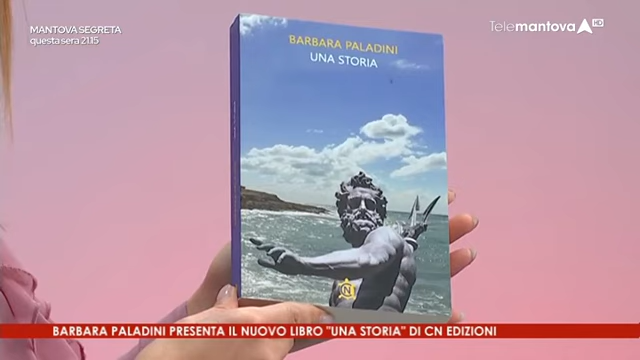 MANTOVA SEGRETA
questa sera 21.15
Telemantova HD
BARBARA PALADINI
UNA STORIA
N
BARBARA PALADINI PRESENTA IL NUOVO LIBRO "UNA STORIA" DI CN EDIZIONI